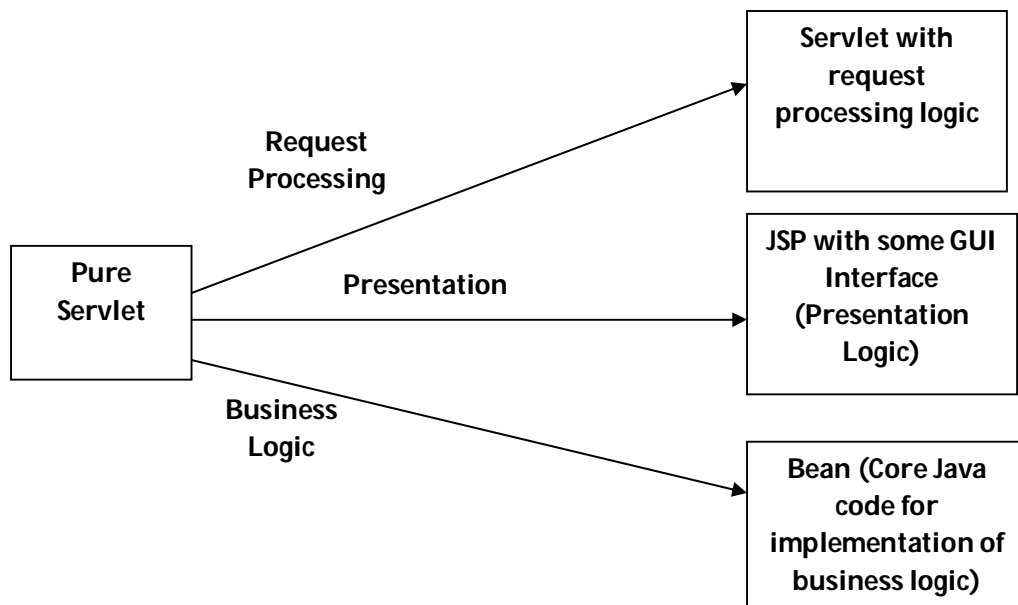 Servlet with
request
processing logic
Request
Processing
Pure
Servlet
Presentation
JSP with some GUI
Interface
(Presentation
Logic)
Business
Logic
Bean (Core Java
code for
implementation of
business logic)